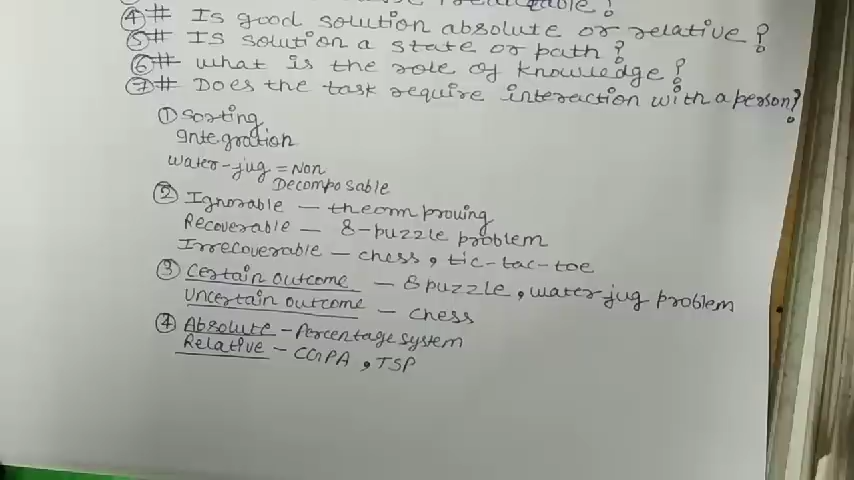 ④# Is good solution absolute or relative?
⑤# Is solution a state or path?
⑥# what is the role of knowledge?
⑦# Does the task require interaction with a person?
① Sorting
Integration
water-jug = Non
Decomposable
② Ignorable – theorm proving
Recoverable – 8-puzzle problem
Irrecoverable – chess, tic-tac-toe
③ Certain outcome – 8 puzzle, water-jug problem
Uncertain outcome – chess
④ Absolute – Percentage system
Relative – CGPA, TSP